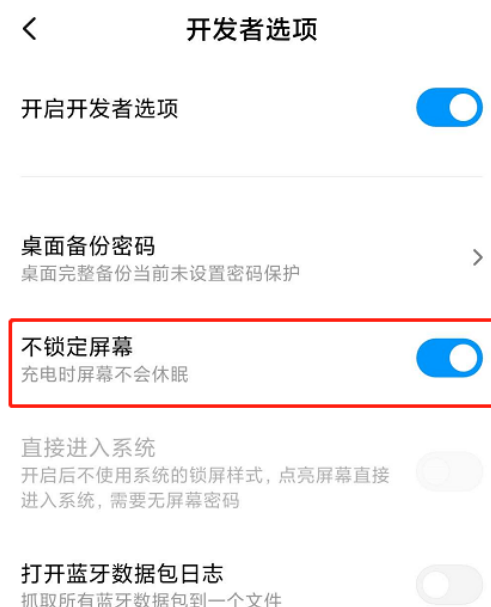 开发者选项
开启开发者选项
桌面备份密码
桌面完整备份当前未设置密码保护
不锁定屏幕
充电时屏幕不会休眠
直接进入系统
开启后不使用系统的锁屏样式，点亮屏幕直接
进入系统，需要无屏幕密码
打开蓝牙数据包日志
抓取所有蓝牙数据包到一个文件